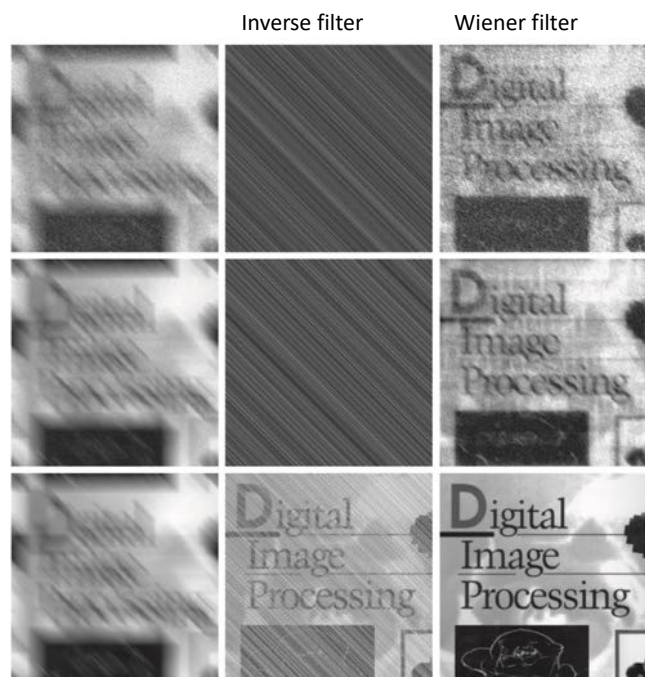 Inverse filter
Wiener filter
Digital
Image
Processing
Digital
Image
Processing
Digital
Image
Processing
Digital
Image
Processing